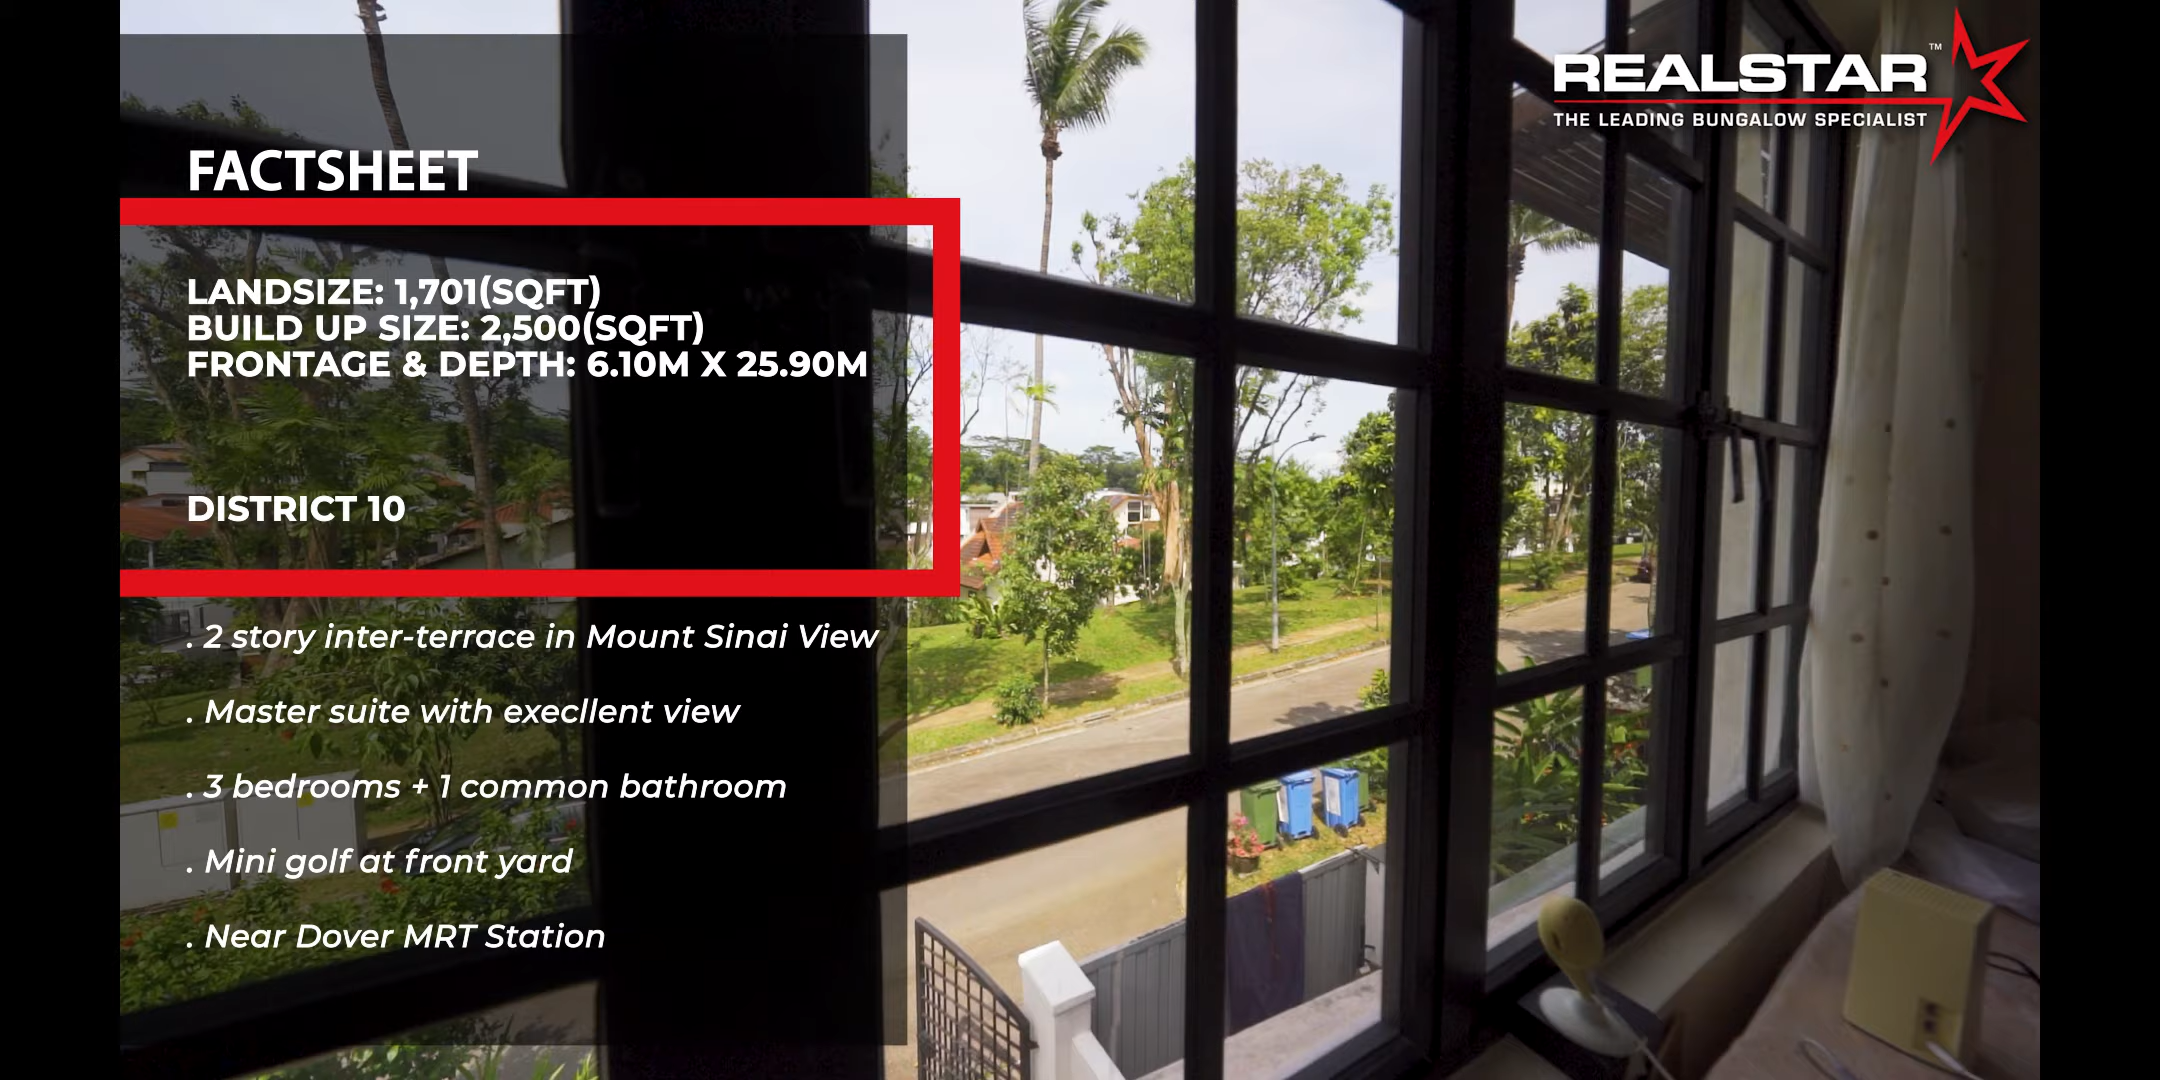 FACTSHEET
REALSTAR™
THE LEADING BUNGALOW SPECIALIST
LANDSIZE: 1,701(SQFT)
BUILD UP SIZE: 2,500(SQFT)
FRONTAGE & DEPTH: 6.10M X 25.90M
DISTRICT 10
. 2 story inter-terrace in Mount Sinai View
. Master suite with execllent view
. 3 bedrooms + 1 common bathroom
. Mini golf at front yard
. Near Dover MRT Station